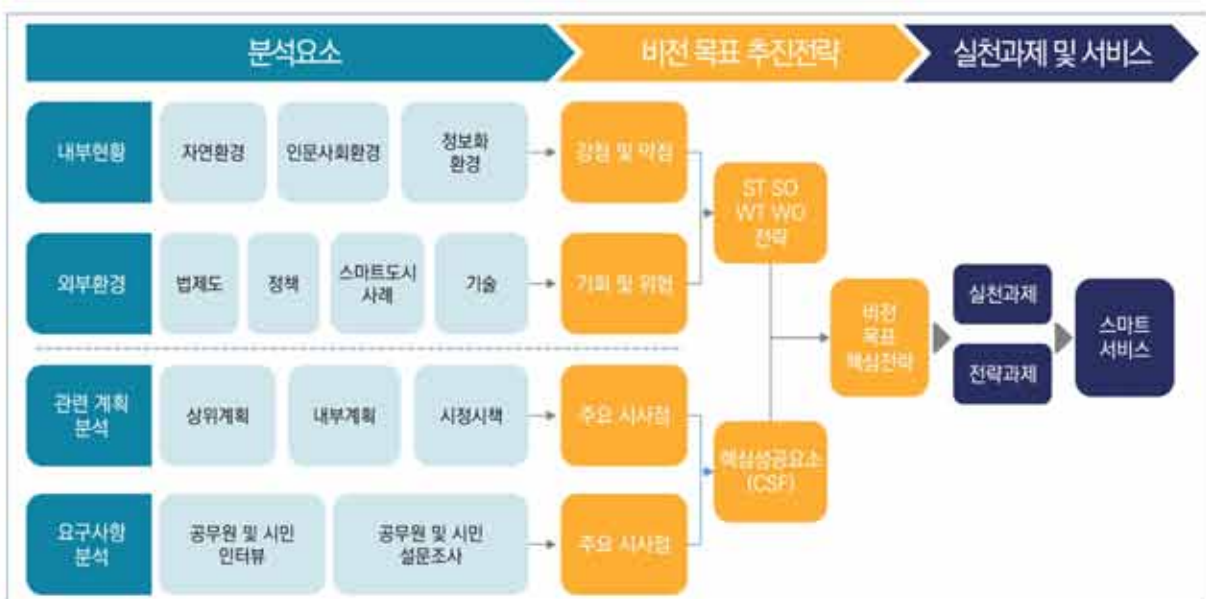 분석요소
비전 목표 추진전략
실천과제 및 서비스
내부현황
자연환경
인문사회환경
정보화
환경
강점 및 약점
외부환경
법제도
정책
스마트도시
사례
기술
기회 및 위협
ST SO
WT WO
전략
관련 계획
분석
상위계획
내부계획
시정시책
주요 시사점
요구사항
분석
공무원 및 시민
인터뷰
공무원 및 시민
설문조사
주요 시사점
핵심성공요소
(CSF)
비전
목표
핵심전략
실천과제
전략과제
스마트
서비스